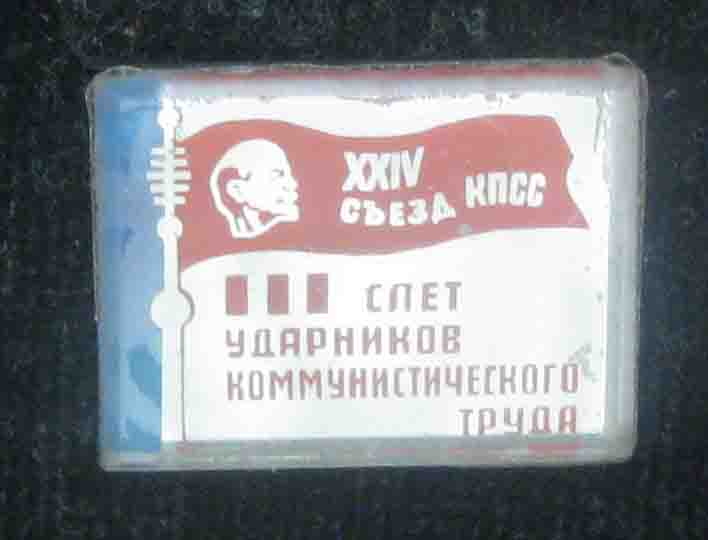 XXIV
СЪЕЗД КПСС
III СЛЕТ
УДАРНИКОВ
КОММУНИСТИЧЕСКОГО
ТРУДА